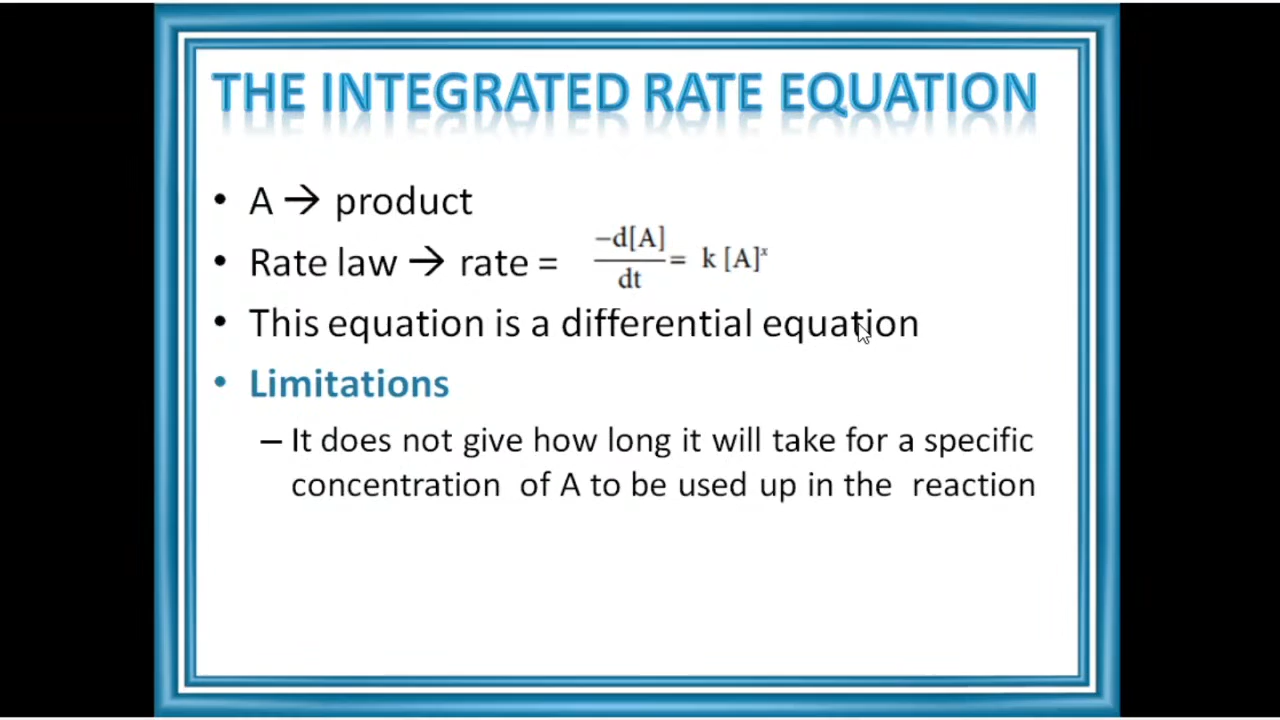 THE INTEGRATED RATE EQUATION
• A → product
• Rate law → rate = −d[A]/dt = k [A]ˣ
• This equation is a differential equation
• Limitations
– It does not give how long it will take for a specific
concentration of A to be used up in the reaction